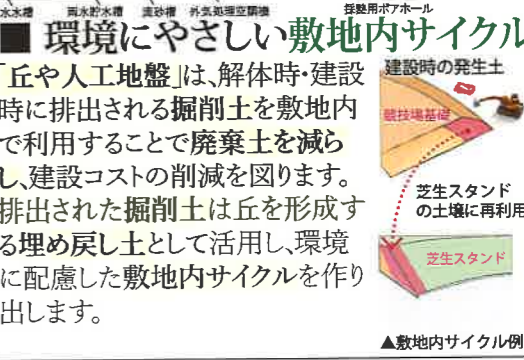 水水槽 雨水貯水槽 流砂槽 外気処理空調機
採熱用ボアホール
■ 環境にやさしい敷地内サイクル
「丘や人工地盤」は、解体時・建設
時に排出される掘削土を敷地内
で利用することで廃棄土を減ら
し、建設コストの削減を図ります。
排出された掘削土は丘を形成す
る埋め戻し土として活用し、環境
に配慮した敷地内サイクルを作り
出します。
建設時の発生土
競技場基礎
芝生スタンド
の土壌に再利用
芝生スタンド
▲敷地内サイクル例